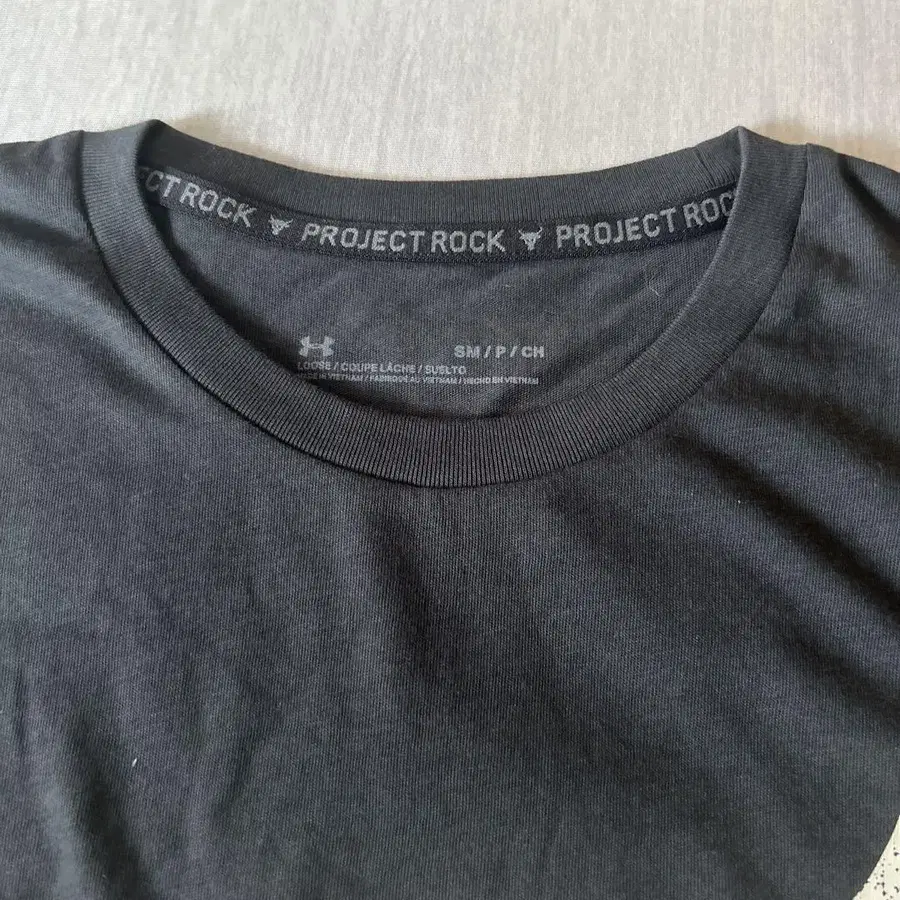 CT ROCK PROJECT ROCK PROJECT ROC
SM / P / CH
LOOSE / COUPE LÂCHE / SUELTO
MADE IN VIETNAM / FABRIQUÉ AU VIETNAM / HECHO EN VIETNAM